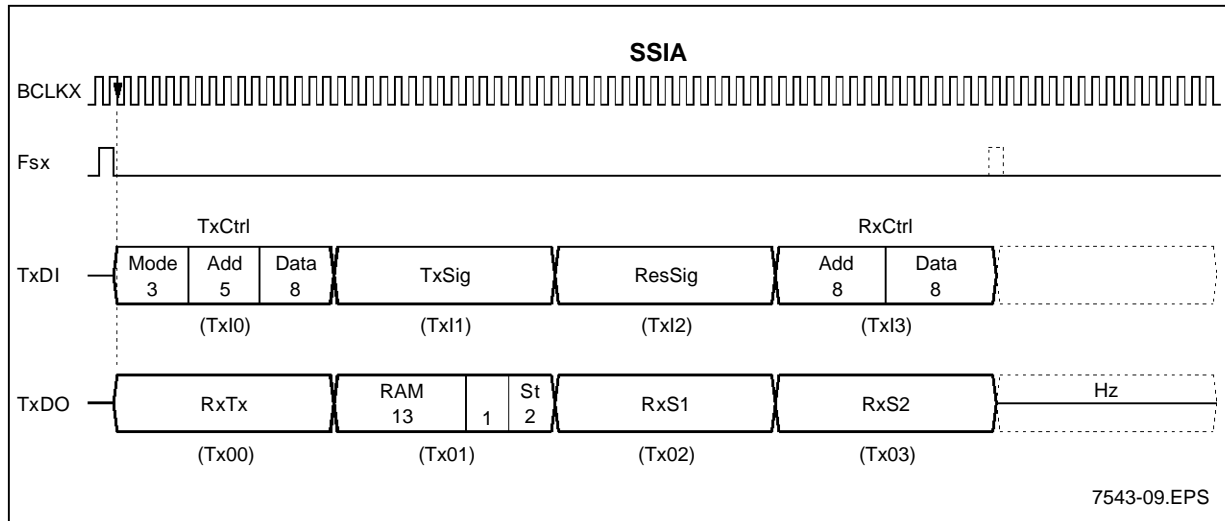 SSIA
BCLKX
Fsx
TxCtrl
RxCtrl
TxDI
Mode 3
Add 5
Data 8
TxSig
ResSig
Add 8
Data 8
(TxI0)
(TxI1)
(TxI2)
(TxI3)
TxDO
RxTx
RAM 13
1
St 2
RxS1
RxS2
Hz
(Tx00)
(Tx01)
(Tx02)
(Tx03)
7543-09.EPS